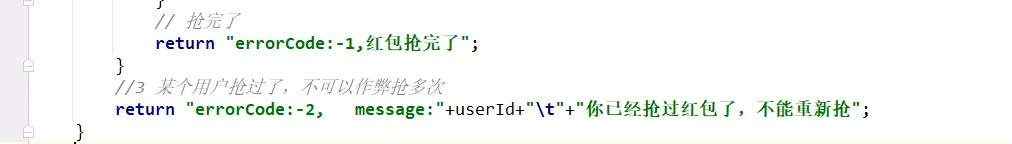 }
// 抢完了
return "errorCode:-1,红包抢完了";
}
//3 某个用户抢过了，不可以作弊抢多次
return "errorCode:-2,   message:"+userId+"\t"+"你已经抢过红包了，不能重新抢";
}